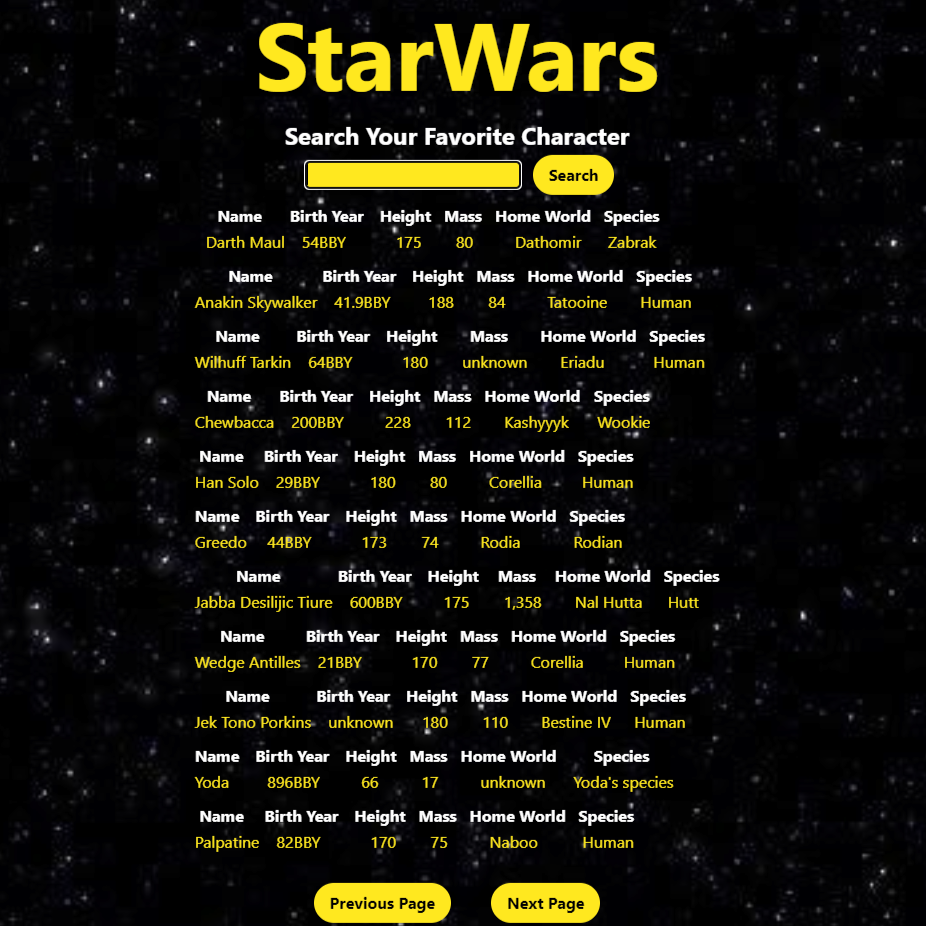 StarWars
Search Your Favorite Character
Search
Name Birth Year Height Mass Home World Species
Darth Maul 54BBY 175 80 Dathomir Zabrak
Name Birth Year Height Mass Home World Species
Anakin Skywalker 41.9BBY 188 84 Tatooine Human
Name Birth Year Height Mass Home World Species
Wilhuff Tarkin 64BBY 180 unknown Eriadu Human
Name Birth Year Height Mass Home World Species
Chewbacca 200BBY 228 112 Kashyyyk Wookie
Name Birth Year Height Mass Home World Species
Han Solo 29BBY 180 80 Corellia Human
Name Birth Year Height Mass Home World Species
Greedo 44BBY 173 74 Rodia Rodian
Name Birth Year Height Mass Home World Species
Jabba Desilijic Tiure 600BBY 175 1,358 Nal Hutta Hutt
Name Birth Year Height Mass Home World Species
Wedge Antilles 21BBY 170 77 Corellia Human
Name Birth Year Height Mass Home World Species
Jek Tono Porkins unknown 180 110 Bestine IV Human
Name Birth Year Height Mass Home World Species
Yoda 896BBY 66 17 unknown Yoda's species
Name Birth Year Height Mass Home World Species
Palpatine 82BBY 170 75 Naboo Human
Previous Page Next Page